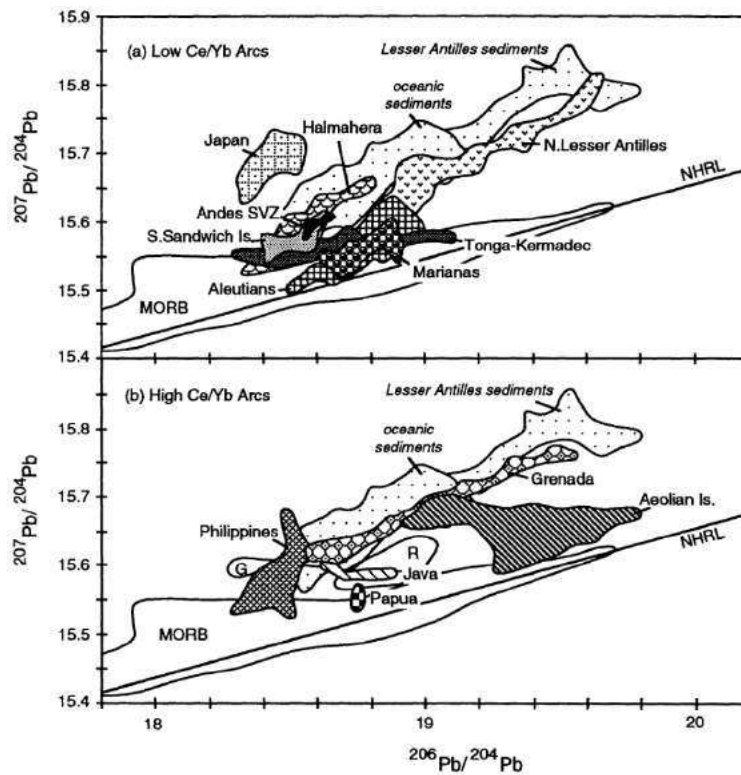 15.9
(a) Low Ce/Yb Arcs
Lesser Antilles sediments
15.8
oceanic
sediments
Japan
Halmahera
207Pb/ 204Pb
15.7
N.Lesser Antilles
NHRL
Andes SVZ
15.6
S.Sandwich Is.
Tonga-Kermadec
Marianas
15.5
MORB
Aleutians
15.4
(b) High Ce/Yb Arcs
Lesser Antilles sediments
15.8
oceanic
sediments
207Pb/ 204Pb
15.7
Grenada
Aeolian Is.
Philippines
NHRL
15.6
G
R
Java
Papua
15.5
MORB
15.4
18 19 20
206Pb/204Pb